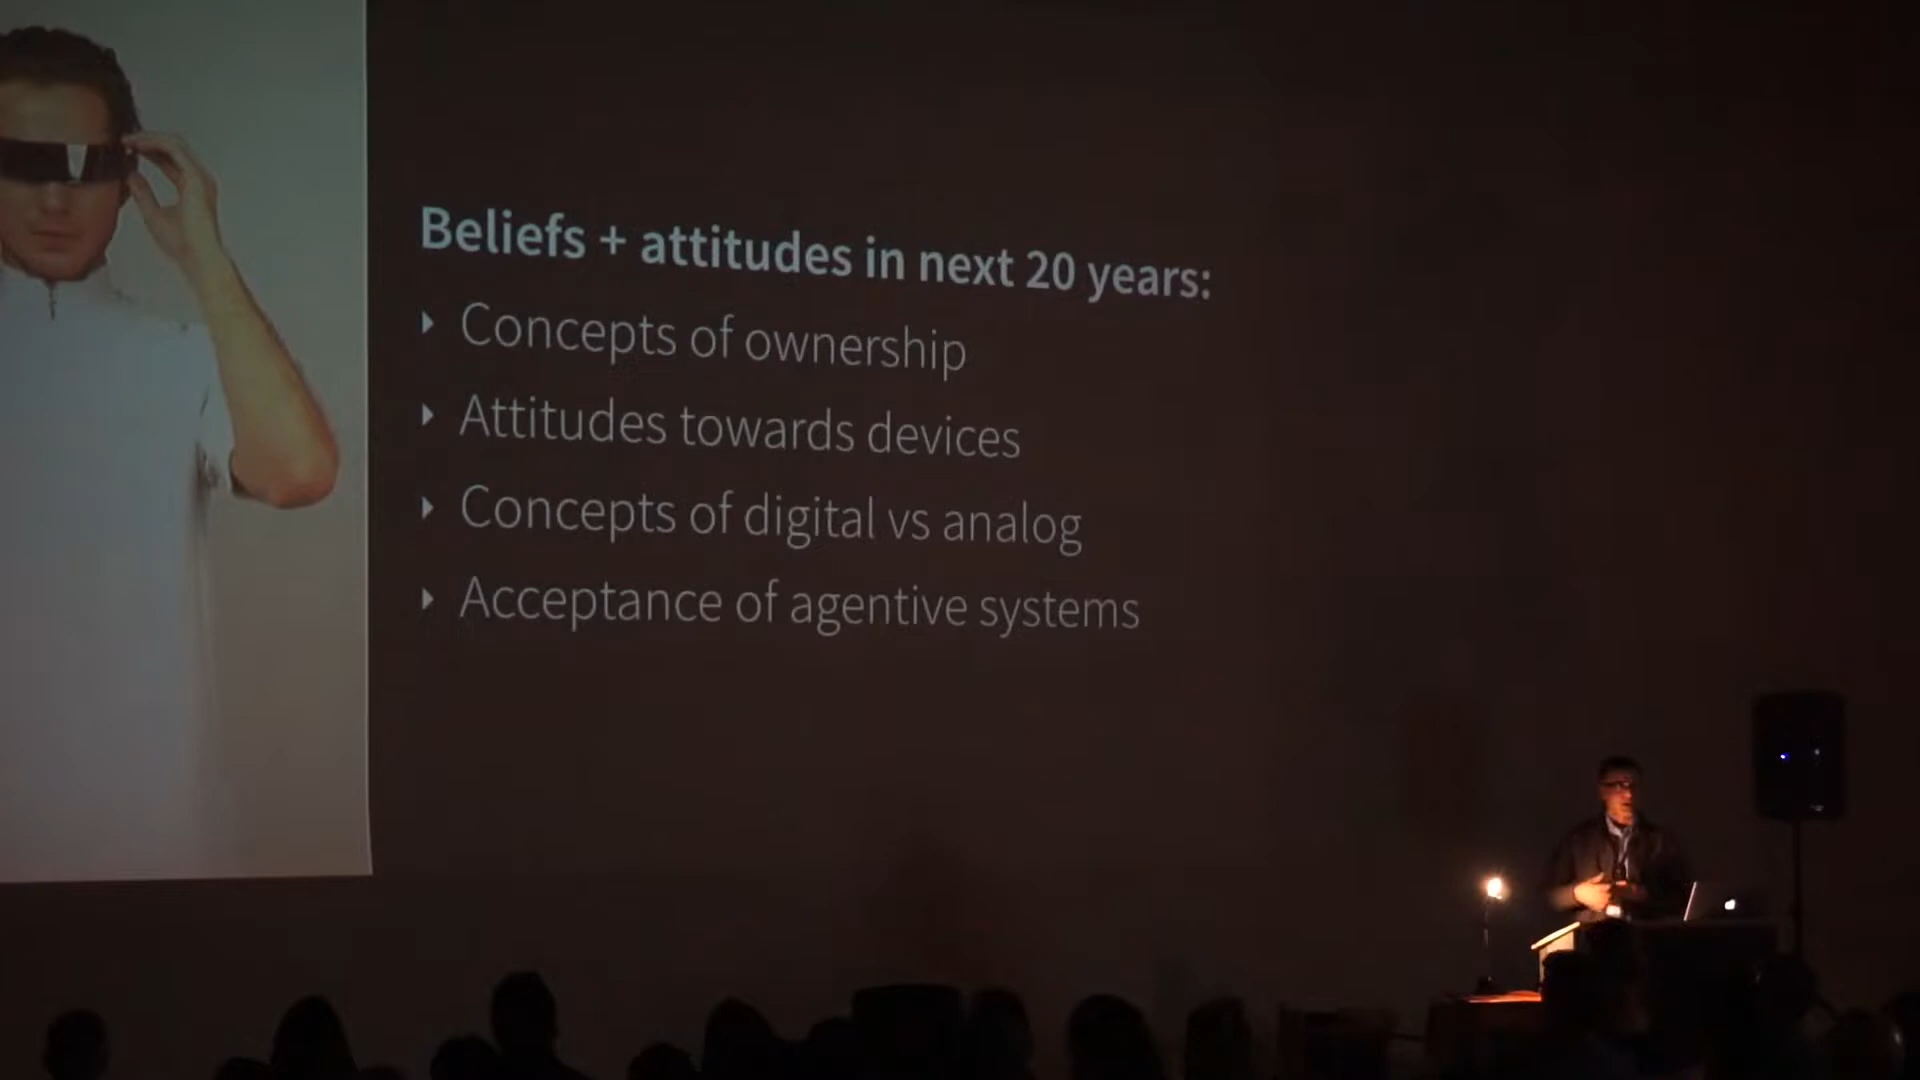 Beliefs + attitudes in next 20 years:
Concepts of ownership
Attitudes towards devices
Concepts of digital vs analog
Acceptance of agentive systems